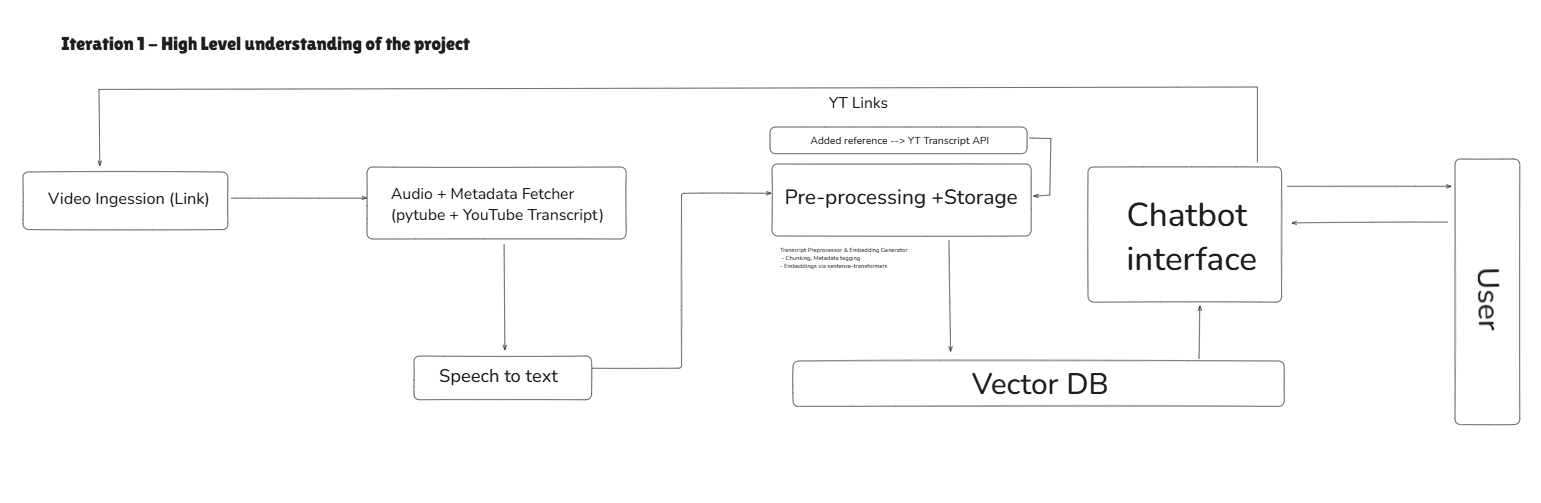 Iteration 1 - High Level understanding of the project
YT Links
Added reference --> YT Transcript API
Video Ingession (Link)
Audio + Metadata Fetcher
(pytube + YouTube Transcript)
Pre-processing +Storage
Chatbot
interface
Transcript Preprocessor & Embedding Generator
- Chunking, Metadata tagging
- Embeddings via sentence-transformers
User
Speech to text
Vector DB